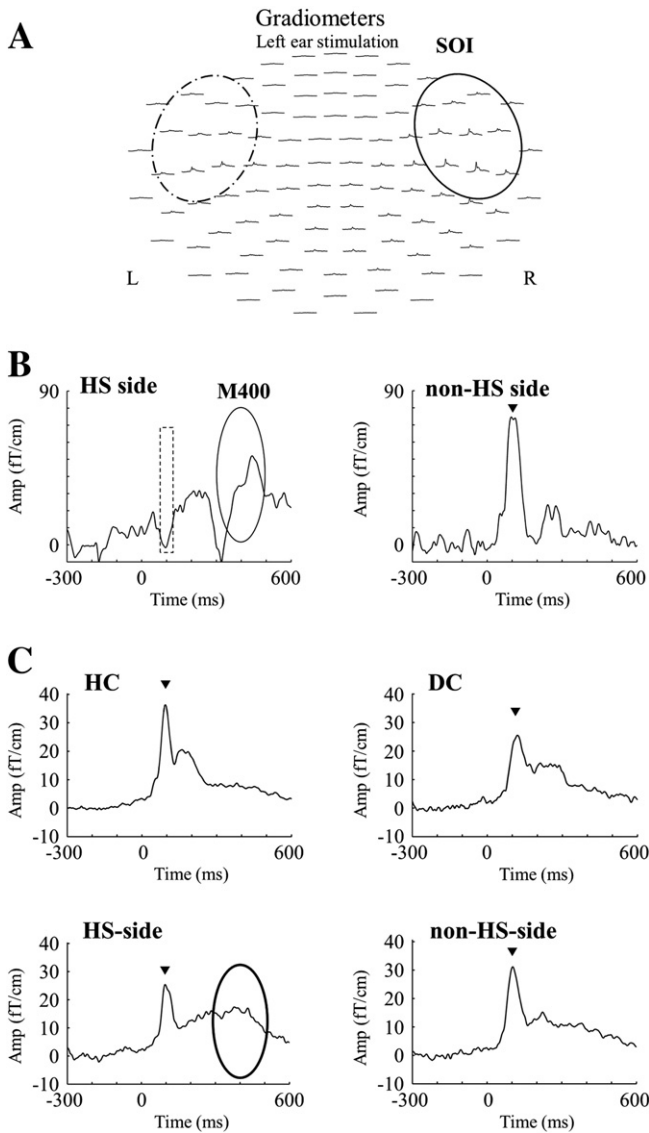 A
Gradiometers
Left ear stimulation
SOI
L
R
B
HS side
M400
90
Amp (fT/cm)
0
-300
0
600
Time (ms)
non-HS side
90
Amp (fT/cm)
0
-300
0
600
Time (ms)
C
HC
40
30
20
10
0
-10
Amp (fT/cm)
-300
0
600
Time (ms)
DC
40
30
20
10
0
-10
Amp (fT/cm)
-300
0
600
Time (ms)
HS-side
40
30
20
10
0
-10
Amp (fT/cm)
-300
0
600
Time (ms)
non-HS-side
40
30
20
10
0
-10
Amp (fT/cm)
-300
0
600
Time (ms)